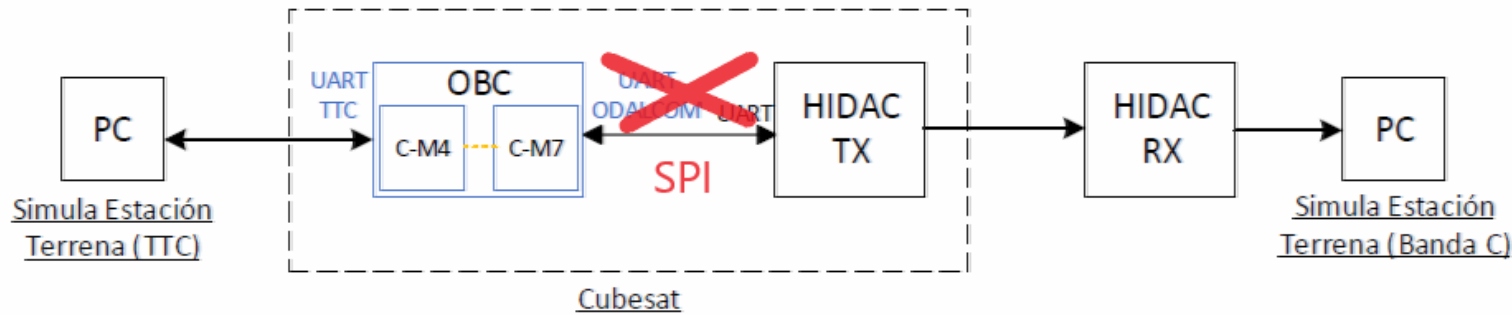 PC
Simula Estación
Terrena (TTC)
UART
TTC
OBC
C-M4
C-M7
UART
ODALCOM
UART
SPI
HIDAC
TX
Cubesat
HIDAC
RX
PC
Simula Estación
Terrena (Banda C)